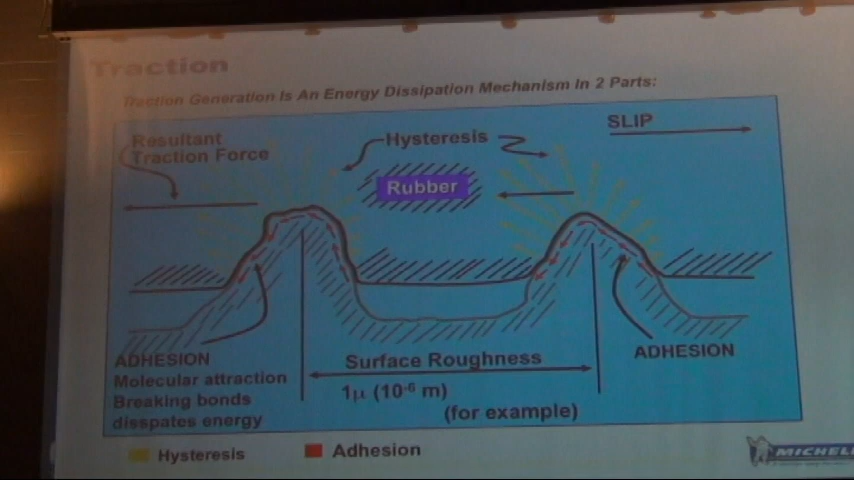 Traction
Traction Generation Is An Energy Dissipation Mechanism In 2 Parts:
SLIP
Resultant
Traction Force
Hysteresis
Rubber
ADHESION
Molecular attraction
Breaking bonds
disspates energy
Surface Roughness
1μ (10⁻⁶ m)
(for example)
ADHESION
Hysteresis
Adhesion
MICHEL